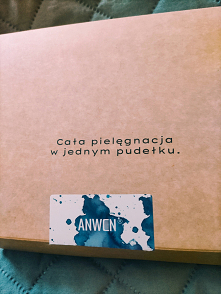 Cała pielęgnacja
w jednym pudełku.
ANWEN